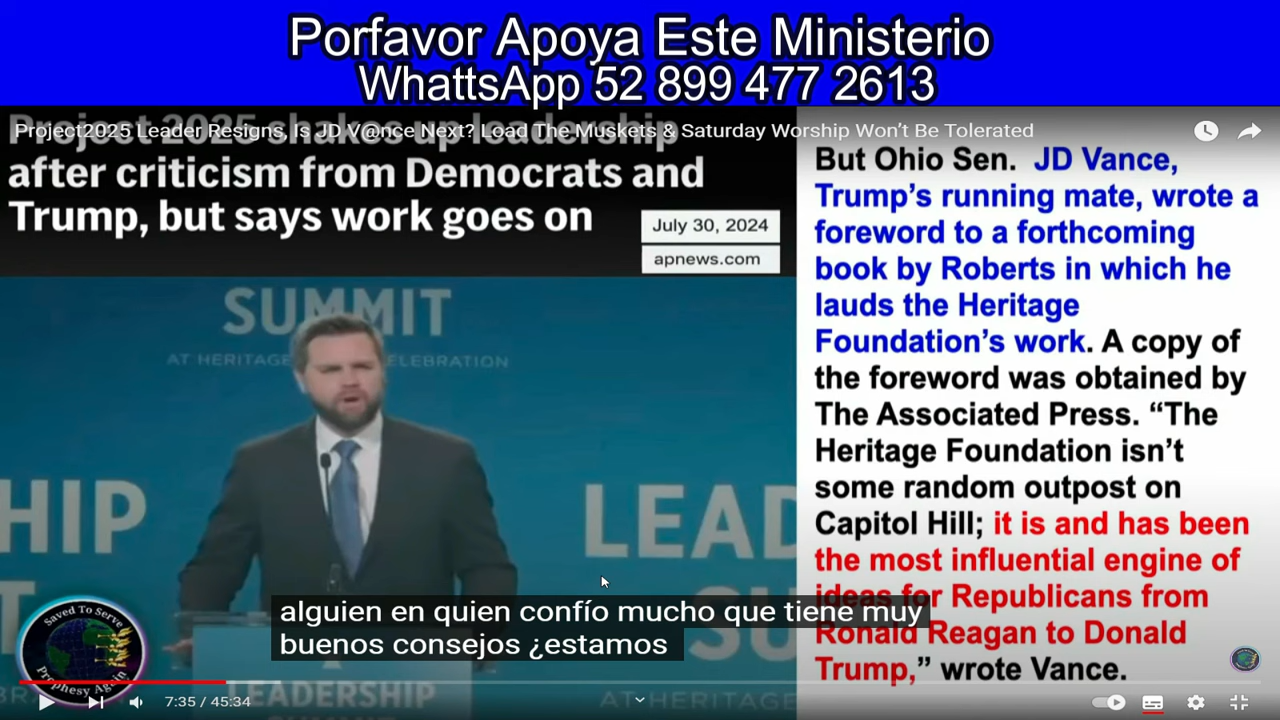 Porfavor Apoya Este Ministerio
WhattsApp 52 899 477 2613
Project2025 Leader Resigns, Is JD V@nce Next? Load The Muskets & Saturday Worship Won't Be Tolerated
Project 2025 shakes up leadership
after criticism from Democrats and
Trump, but says work goes on
July 30, 2024
apnews.com
But Ohio Sen. JD Vance,
Trump's running mate, wrote a
foreword to a forthcoming
book by Roberts in which he
lauds the Heritage
Foundation's work. A copy of
the foreword was obtained by
The Associated Press. “The
Heritage Foundation isn't
some random outpost on
Capitol Hill; it is and has been
the most influential engine of
ideas for Republicans from
Ronald Reagan to Donald
Trump,” wrote Vance.
SUMMIT
AT HERITAGE CELEBRATION
HIP
LEAD
SU
alguien en quien confío mucho que tiene muy
buenos consejos ¿estamos
Saved To Serve
Prophesy Again
LEADERSHIP
SUMMIT
AT HERITAGE
7:35 / 45:34